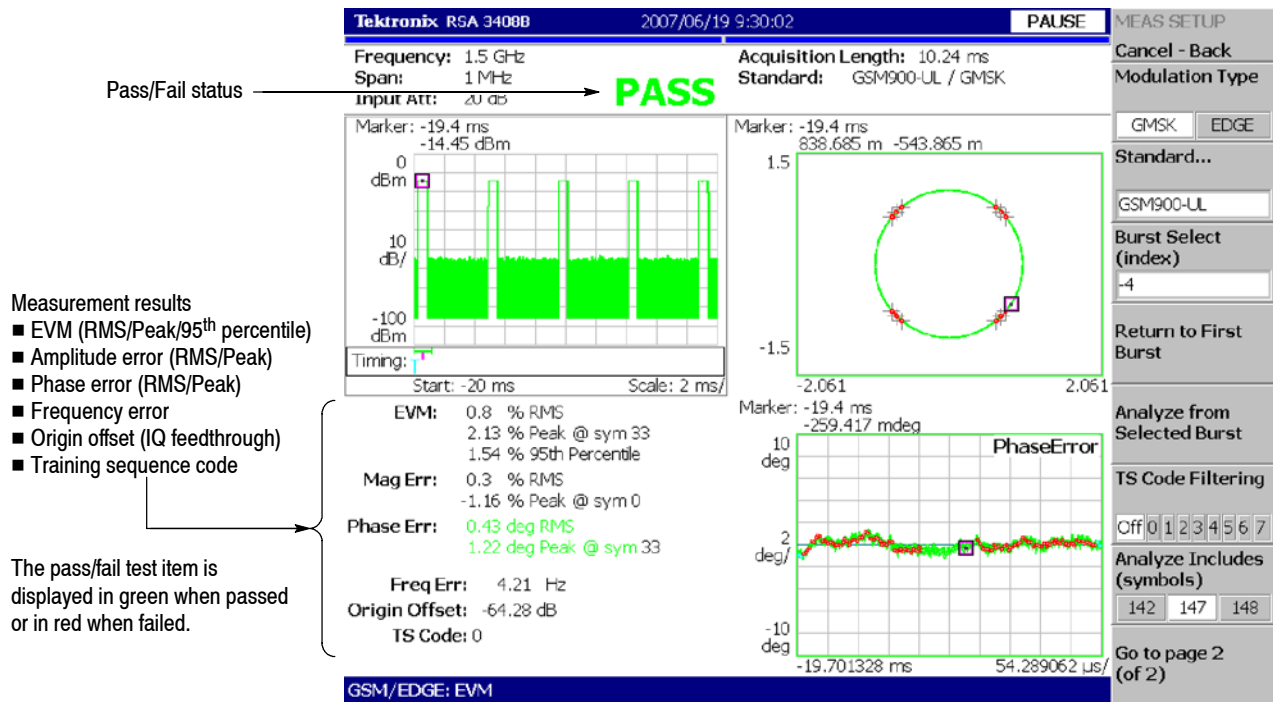 Pass/Fail status
Measurement results
■ EVM (RMS/Peak/95th percentile)
■ Amplitude error (RMS/Peak)
■ Phase error (RMS/Peak)
■ Frequency error
■ Origin offset (IQ feedthrough)
■ Training sequence code
The pass/fail test item is
displayed in green when passed
or in red when failed.
Tektronix RSA 3408B 2007/06/19 9:30:02 PAUSE
Frequency: 1.5 GHz
Span: 1 MHz
Input Att: 20 dB
PASS
Acquisition Length: 10.24 ms
Standard: GSM900-UL / GMSK
Marker: -19.4 ms
-14.45 dBm
0
dBm
10
dB/
-100
dBm
Timing:
Start: -20 ms Scale: 2 ms/
Marker: -19.4 ms
838.685 m -543.865 m
1.5
-1.5
-2.061 2.061
EVM: 0.8 % RMS
2.13 % Peak @ sym 33
1.54 % 95th Percentile
Mag Err: 0.3 % RMS
-1.16 % Peak @ sym 0
Phase Err: 0.43 deg RMS
1.22 deg Peak @ sym 33
Freq Err: 4.21 Hz
Origin Offset: -64.28 dB
TS Code: 0
Marker: -19.4 ms
-259.417 mdeg
PhaseError
10
deg
2
deg/
-10
deg
-19.701328 ms 54.289062 µs/
GSM/EDGE: EVM
MEAS SETUP
Cancel - Back
Modulation Type
GMSK EDGE
Standard...
GSM900-UL
Burst Select
(index)
-4
Return to First
Burst
Analyze from
Selected Burst
TS Code Filtering
Off 0 1 2 3 4 5 6 7
Analyze Includes
(symbols)
142 147 148
Go to page 2
(of 2)